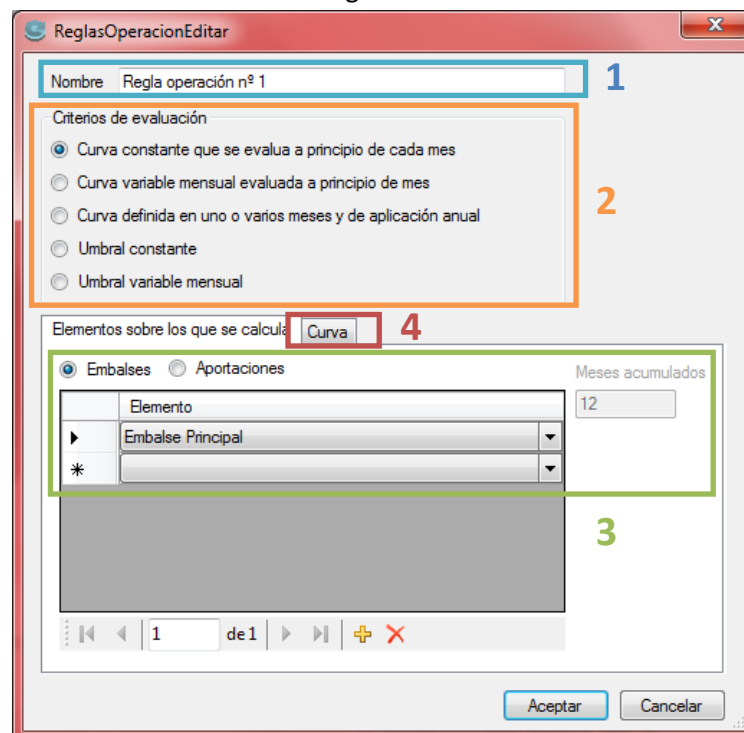 ReglasOperacionEditar
Nombre Regla operación nº 1
1
Criterios de evaluación
Curva constante que se evalua a principio de cada mes
Curva variable mensual evaluada a principio de mes
Curva definida en uno o varios meses y de aplicación anual
Umbral constante
Umbral variable mensual
2
Elementos sobre los que se calcula Curva
4
Embalses Aportaciones Meses acumulados
Elemento 12
Embalse Principal
3
1 de 1
Aceptar Cancelar